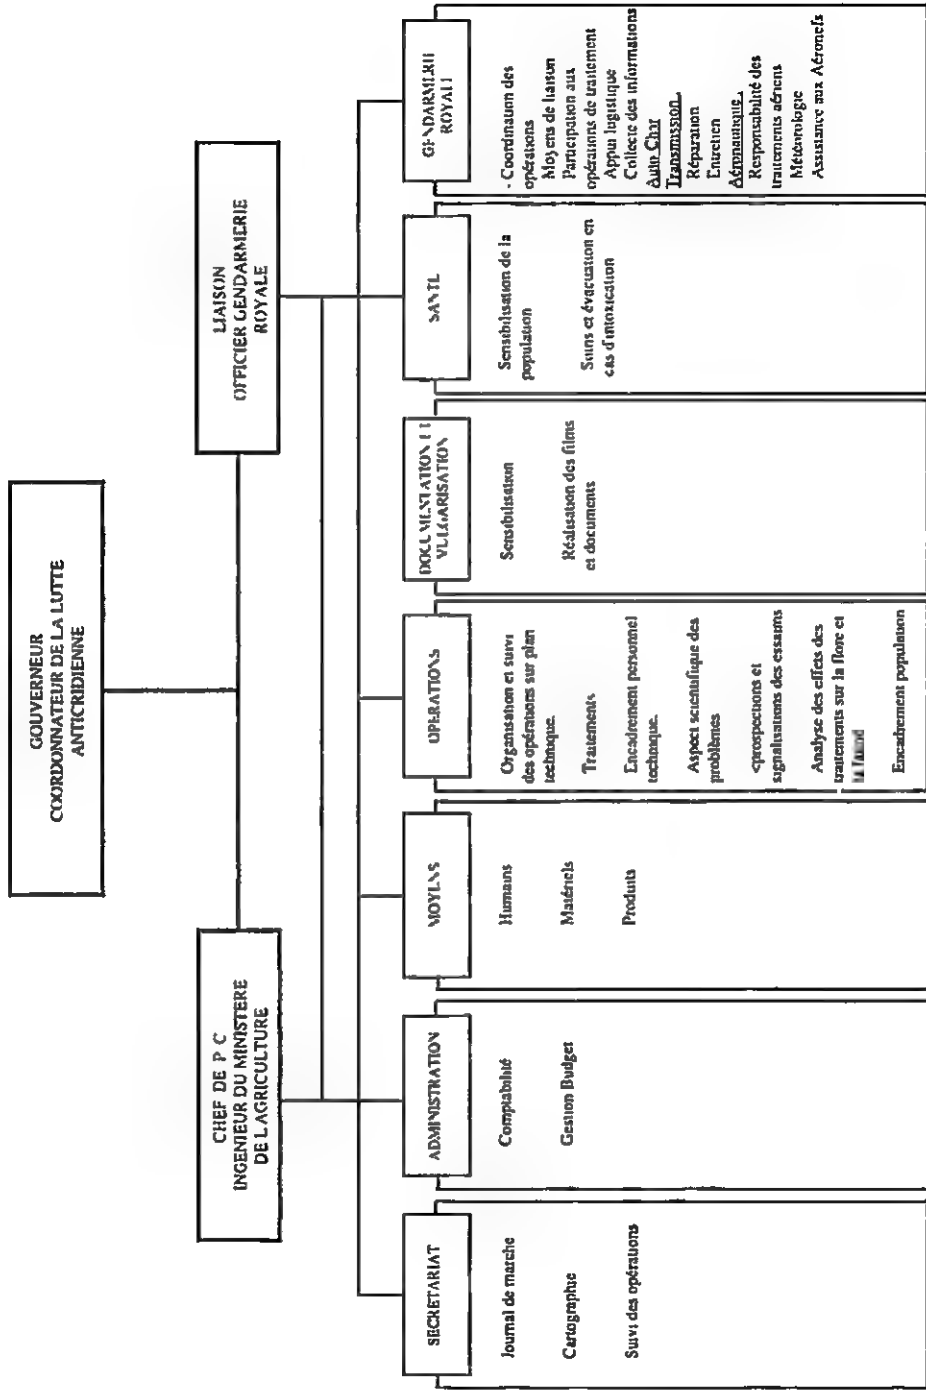 GOUVERNEUR
COORDONNATEUR DE LA LUTTE
ANTICRIDIENNE
CHEF DE P C
INGENIEUR DU MINISTERE
DE L AGRICULTURE
LIAISON
OFFICIER GENDARMERIE
ROYALE
SECRETARIAT
Journal de marche
Cartographie
Suivi des opérations
ADMINISTRATION
Comptabilité
Gestion Budget
MOYENS
Humains
Matériels
Produits
OPERATIONS
Organisation et suivi
des opérations sur plan
technique.
Traitements
Encadrement personnel
technique.
Aspect scientifique des
problèmes
<prospections et
signalisations des essaims
Analyse des effets des
traitements sur la flore et
la
Encadrement population
DOCUMENTATION ET
VULGARISATION
Sensibilisation
Réalisation des films
et documents
SANTE
Sensibilisation de la
population
Soins et évacuation en
cas d'intoxication
GENDARMERIE
ROYALE
- Coordination des
opérations
Moyens de liaison
Participation aux
opérations de traitement
Appui logistique
Collecte des informations
Auto Char
Transmission.
Réparation
Entretien
Aéronautique.
Responsabilité des
traitements aériens
Météorologie
Assistance aux Aéronefs